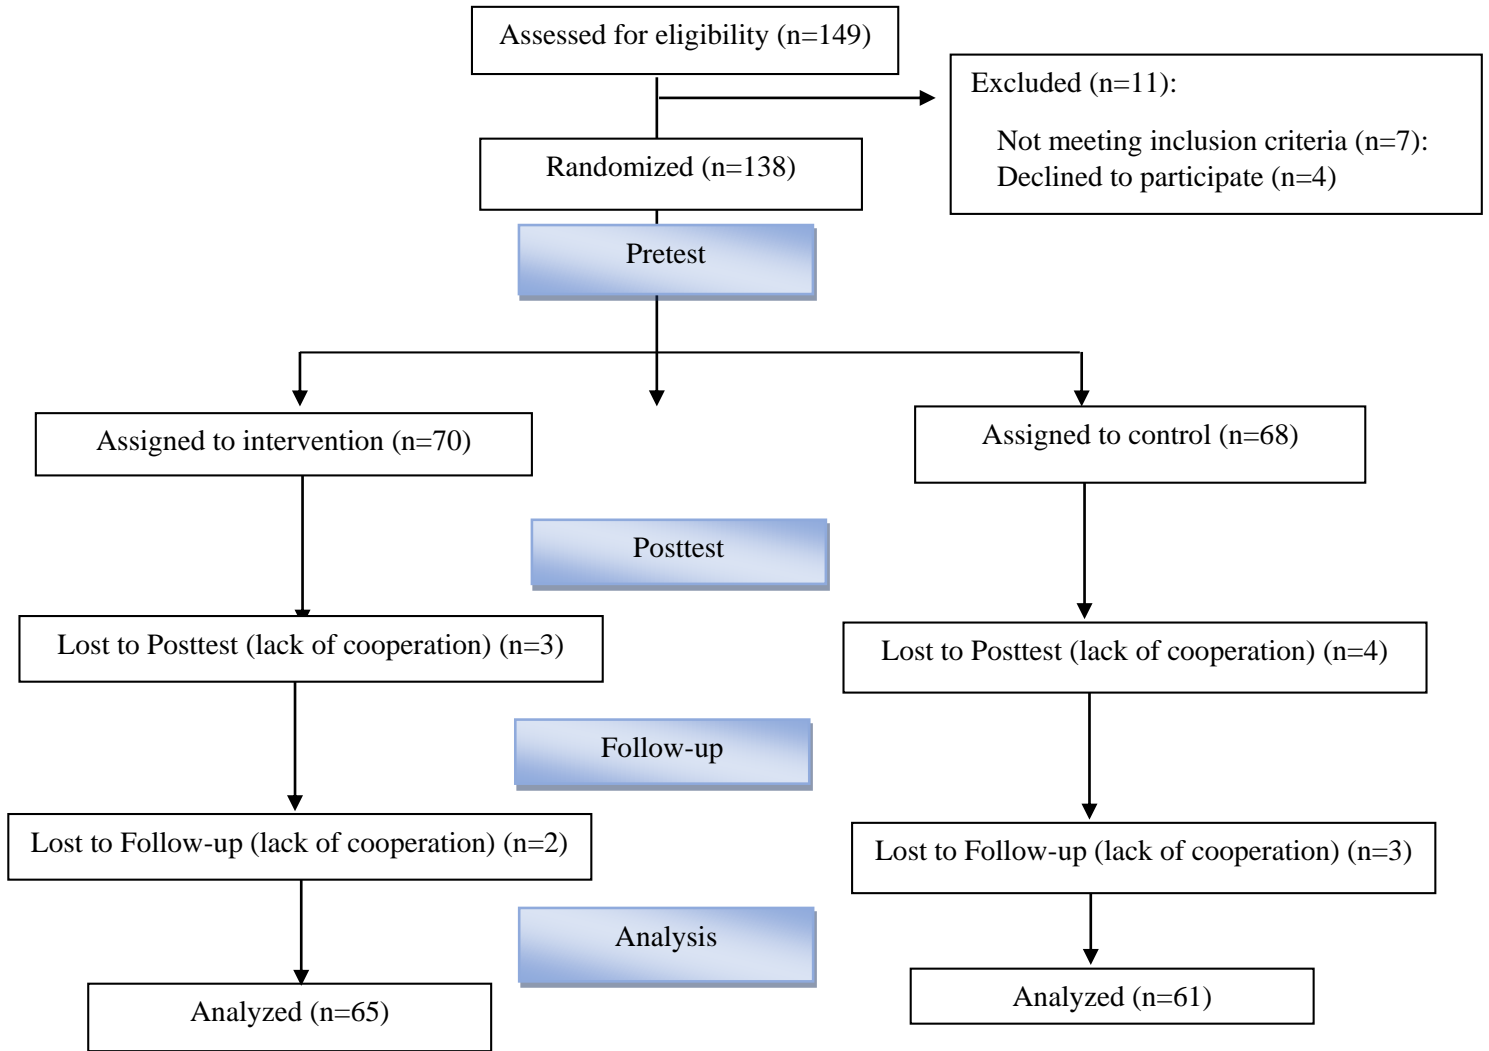 Assessed for eligibility (n=149)
Excluded (n=11):
Not meeting inclusion criteria (n=7):
Declined to participate (n=4)
Randomized (n=138)
Pretest
Assigned to intervention (n=70)
Assigned to control (n=68)
Posttest
Lost to Posttest (lack of cooperation) (n=3)
Lost to Posttest (lack of cooperation) (n=4)
Follow-up
Lost to Follow-up (lack of cooperation) (n=2)
Lost to Follow-up (lack of cooperation) (n=3)
Analysis
Analyzed (n=65)
Analyzed (n=61)